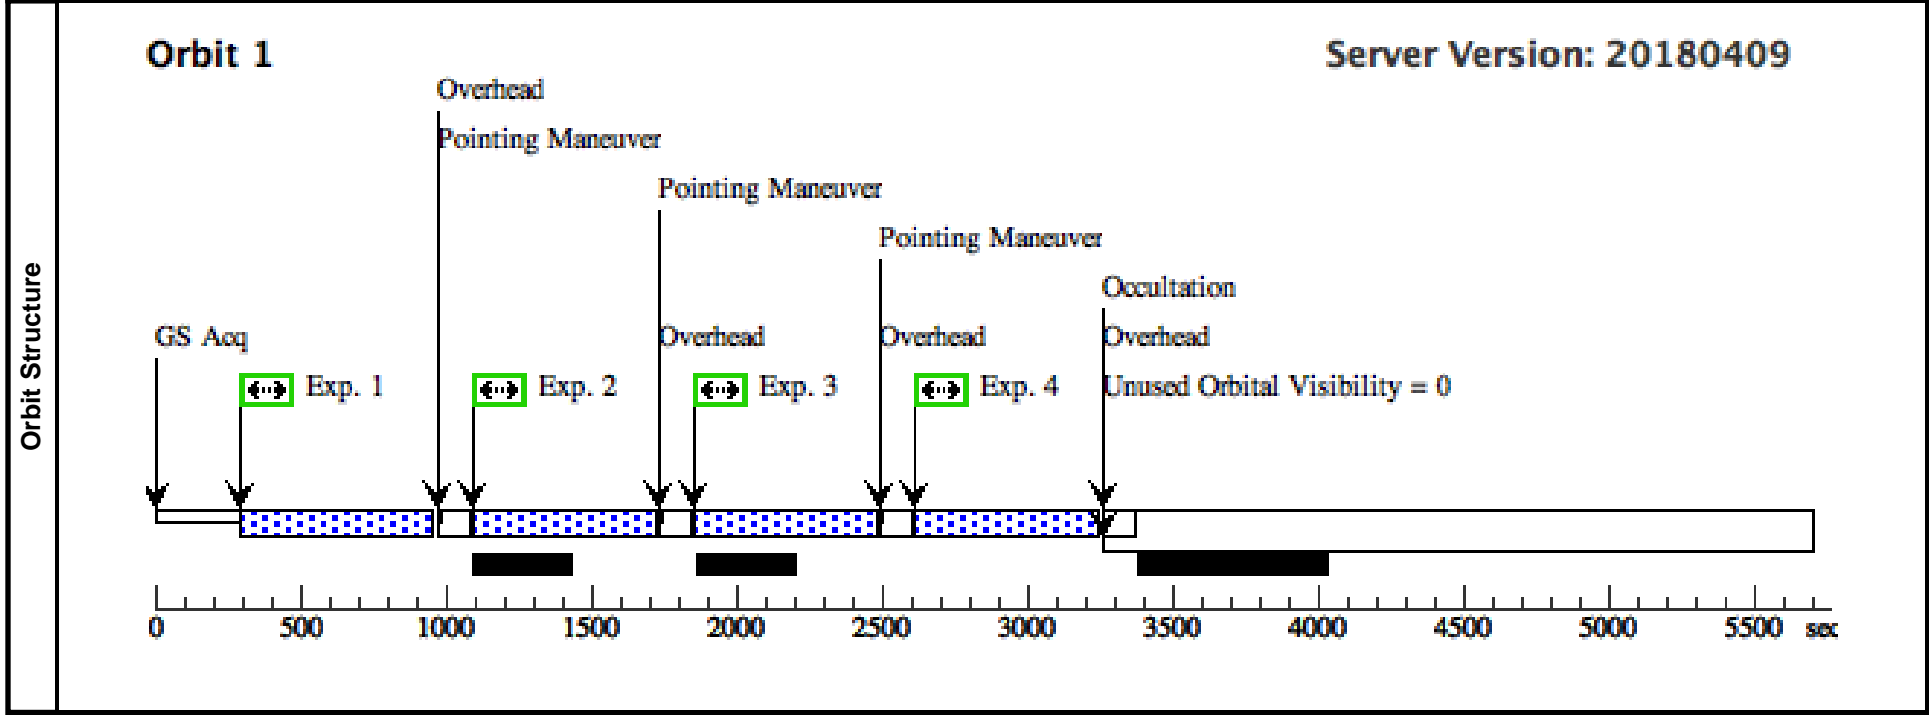 Orbit 1
Server Version: 20180409
Overhead
Pointing Maneuver
Pointing Maneuver
Pointing Maneuver
Occultation
GS Acq
Overhead
Overhead
Overhead
Exp. 1
Exp. 2
Exp. 3
Exp. 4
Unused Orbital Visibility = 0
0 500 1000 1500 2000 2500 3000 3500 4000 4500 5000 5500 sec
Orbit Structure